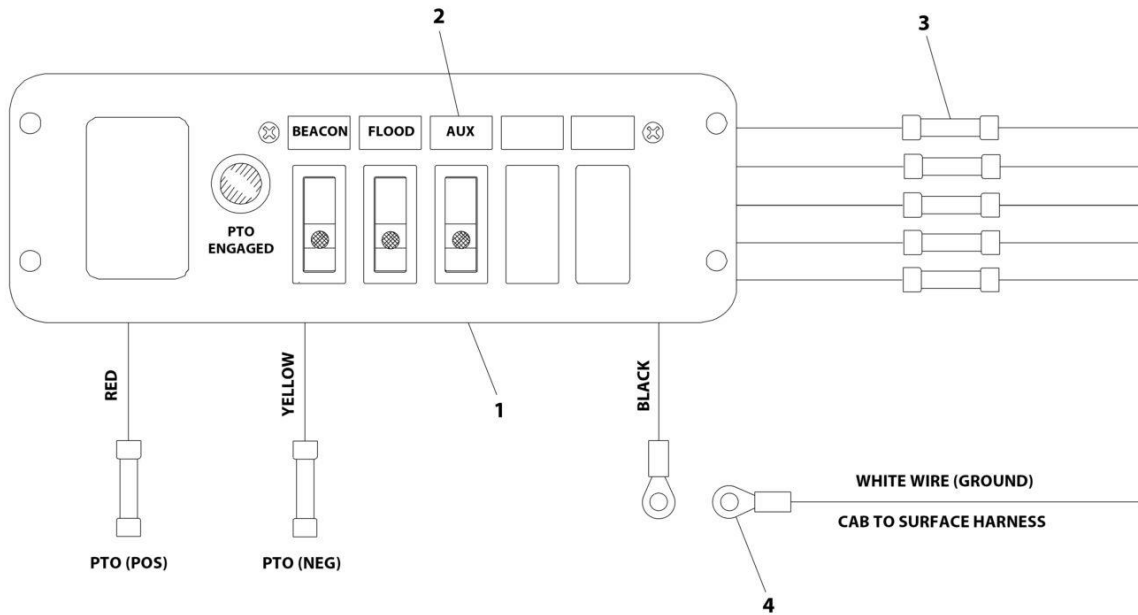 2
3
BEACON
FLOOD
AUX
PTO
ENGAGED
RED
YELLOW
1
BLACK
WHITE WIRE (GROUND)
CAB TO SURFACE HARNESS
PTO (POS)
PTO (NEG)
4